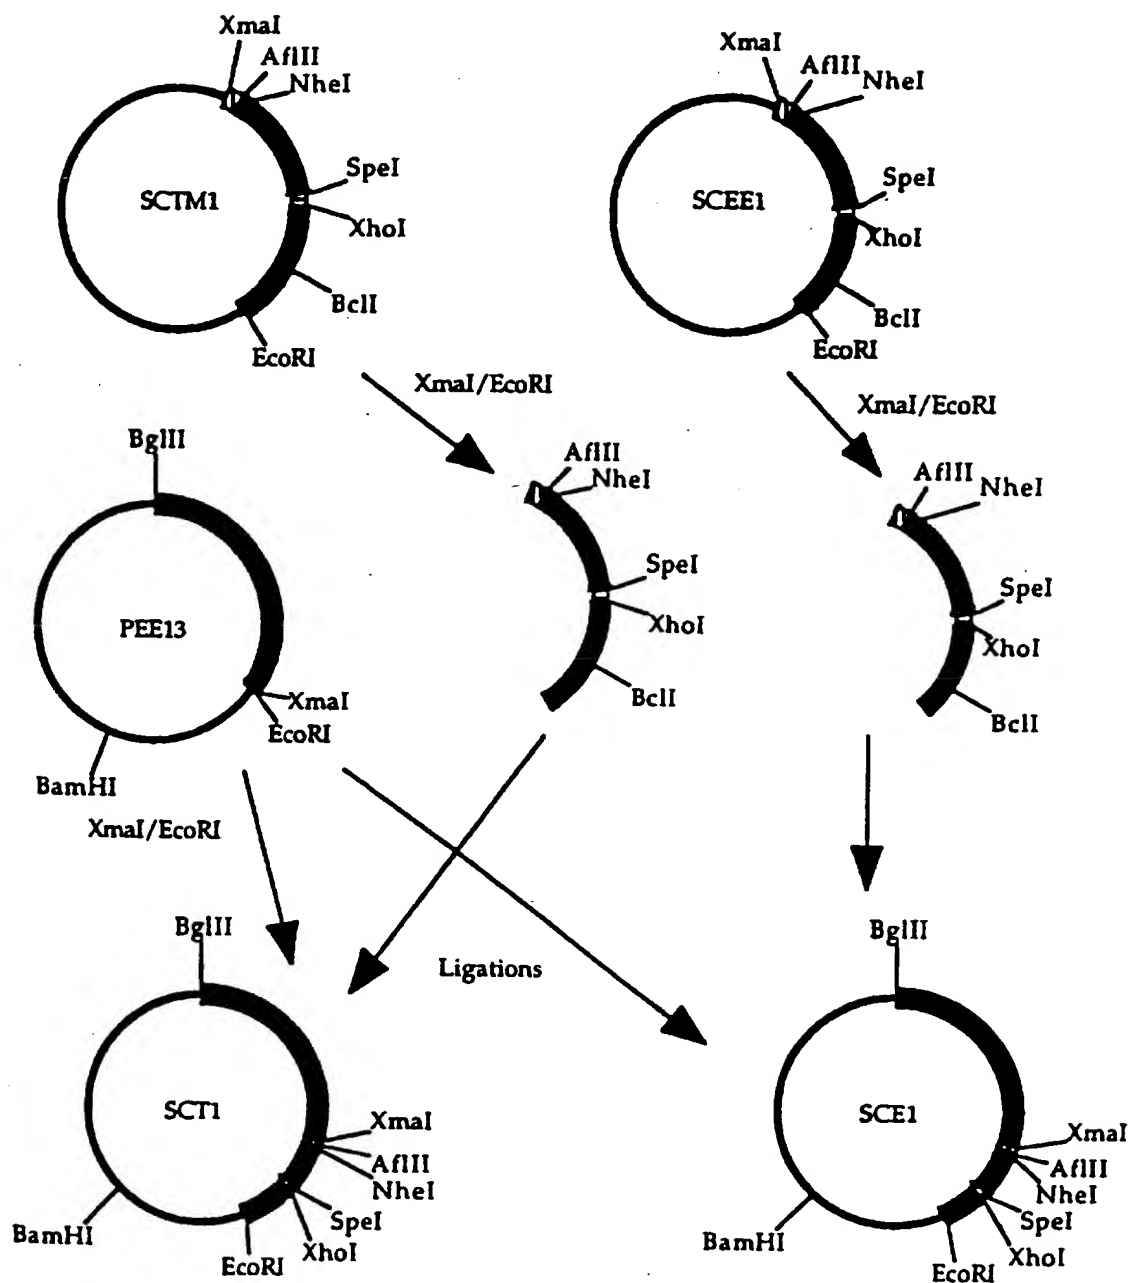 XmaI
AflII
NheI
SCTM1
SpeI
XhoI
BclI
EcoRI
XmaI
AflII
NheI
SCEE1
SpeI
XhoI
BclI
EcoRI
XmaI/EcoRI
XmaI/EcoRI
BglII
PEE13
XmaI
EcoRI
BamHI
AflII
NheI
SpeI
XhoI
BclI
AflII
NheI
SpeI
XhoI
BclI
XmaI/EcoRI
Ligations
BglII
SCT1
XmaI
AflII
NheI
SpeI
XhoI
EcoRI
BamHI
BglII
SCE1
XmaI
AflII
NheI
SpeI
XhoI
EcoRI
BamHI